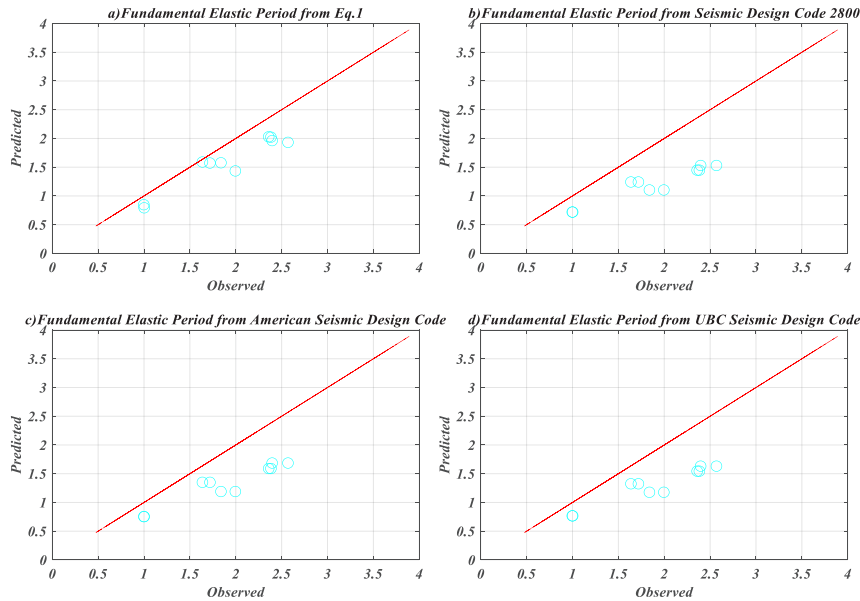 a)Fundamental Elastic Period from Eq.1
4
3.5
3
2.5
2
1.5
1
0.5
0
Predicted
0 0.5 1 1.5 2 2.5 3 3.5 4
Observed
b)Fundamental Elastic Period from Seismic Design Code 2800
4
3.5
3
2.5
2
1.5
1
0.5
0
Predicted
0 0.5 1 1.5 2 2.5 3 3.5 4
Observed
c)Fundamental Elastic Period from American Seismic Design Code
4
3.5
3
2.5
2
1.5
1
0.5
0
Predicted
0 0.5 1 1.5 2 2.5 3 3.5 4
Observed
d)Fundamental Elastic Period from UBC Seismic Design Code
4
3.5
3
2.5
2
1.5
1
0.5
0
Predicted
0 0.5 1 1.5 2 2.5 3 3.5 4
Observed